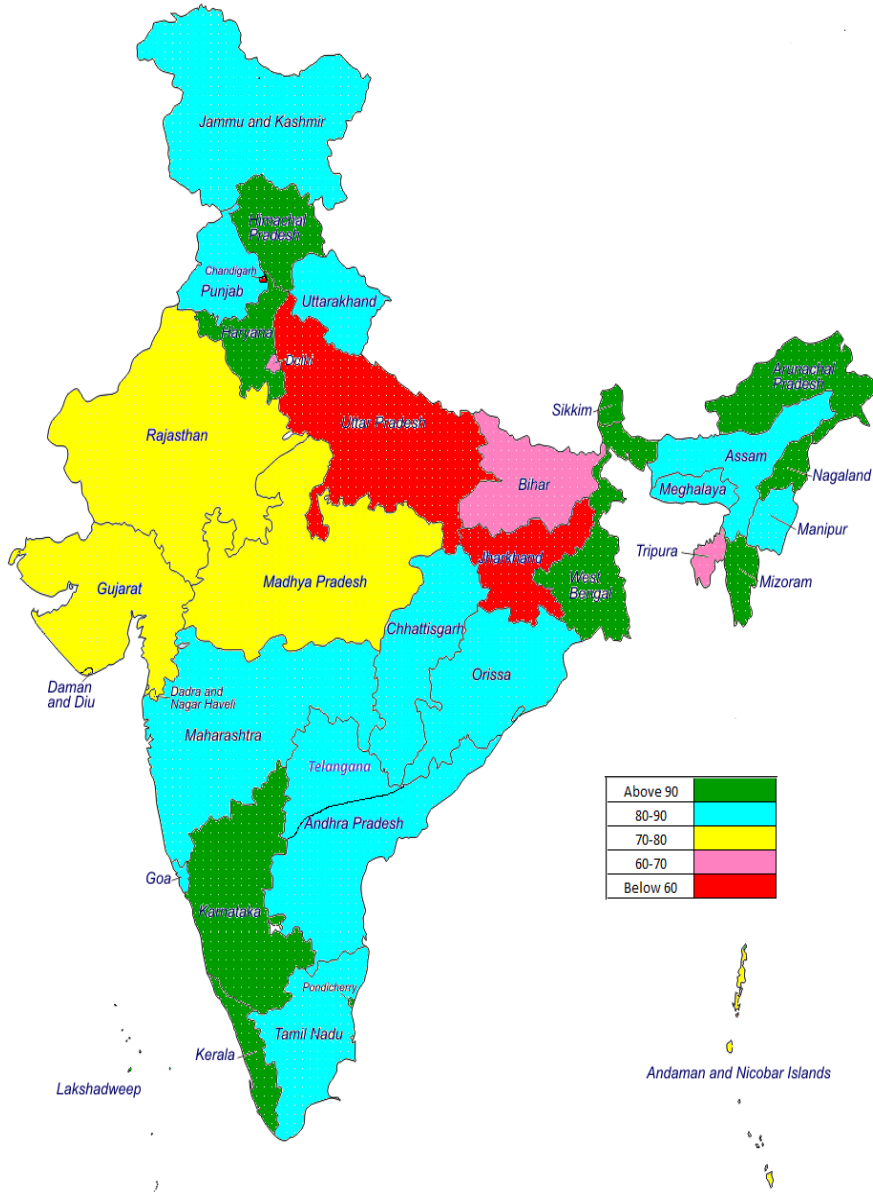 Jammu and Kashmir
Himachal
Pradesh
Chandigarh
Punjab
Uttarakhand
Haryana
Delhi
Arunachal
Pradesh
Sikkim
Uttar Pradesh
Rajasthan
Assam
Nagaland
Bihar
Meghalaya
Manipur
Tripura
Jharkhand
Madhya Pradesh
Gujarat
West
Bengal
Mizoram
Chhattisgarh
Orissa
Daman
and Diu
Dadra and
Nagar Haveli
Maharashtra
Telangana
Andhra Pradesh
Above 90
80-90
70-80
60-70
Below 60
Goa
Karnataka
Pondicherry
Tamil Nadu
Kerala
Lakshadweep
Andaman and Nicobar Islands